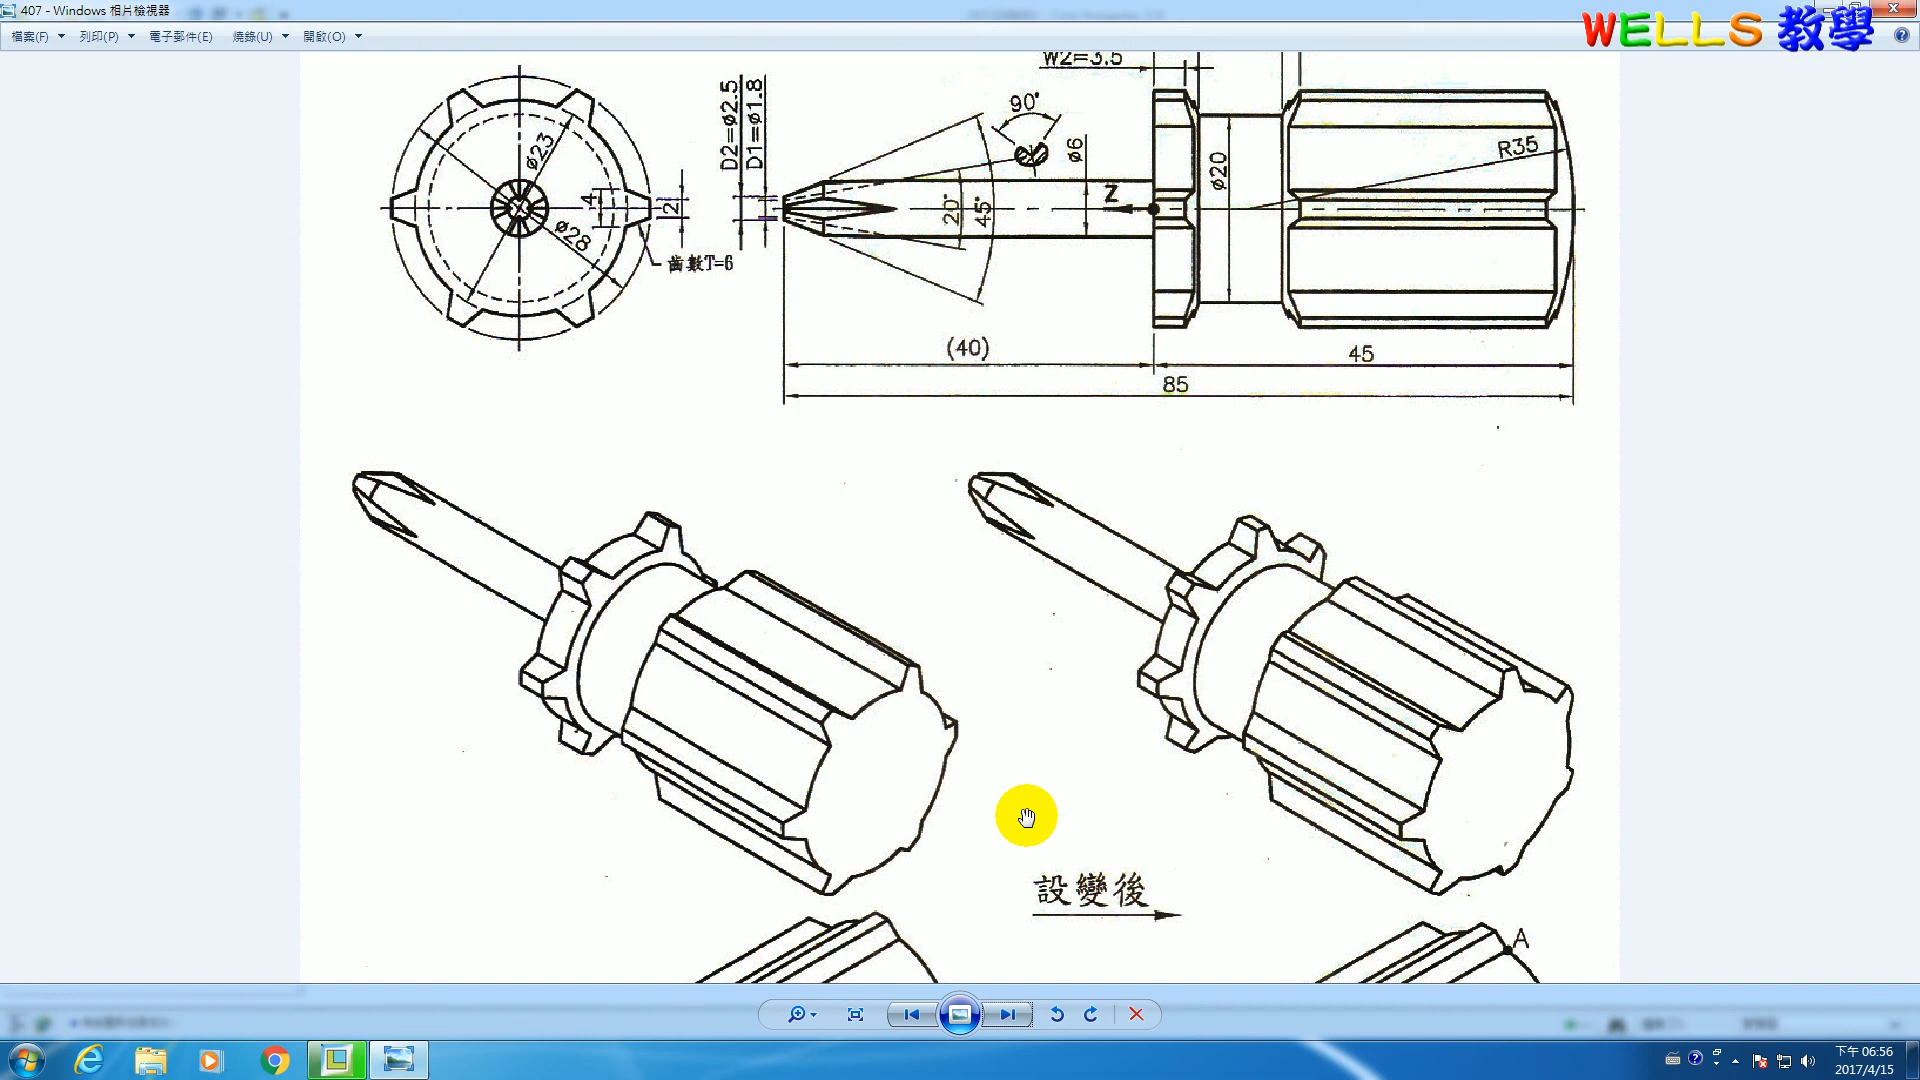 407 - Windows 相片檢視器
檔案(F) 列印(P) 電子郵件(E) 燒錄(U) 開啟(O)
WELLS 教學
W2=3.5
D2=ø2.5
D1=ø1.8
90°
ø6
ø23
ø28
4
2
齒數T=6
20°
45°
Z
ø20
R35
(40)
45
85
設變後
A
下午 06:56
2017/4/15